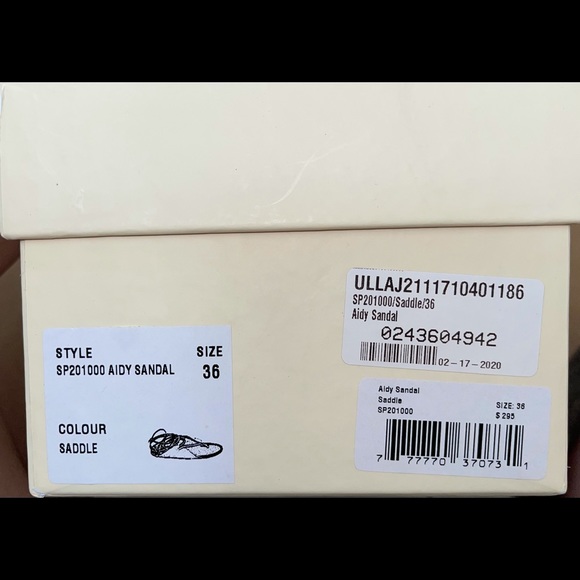 STYLE SIZE
SP201000 AIDY SANDAL 36
COLOUR
SADDLE
ULLAJ2111710401186
SP201000/Saddle/36
Aidy Sandal
0243604942
02-17-2020
Aidy Sandal
Saddle SIZE: 36
SP201000 $ 295
7 77770 37073 1